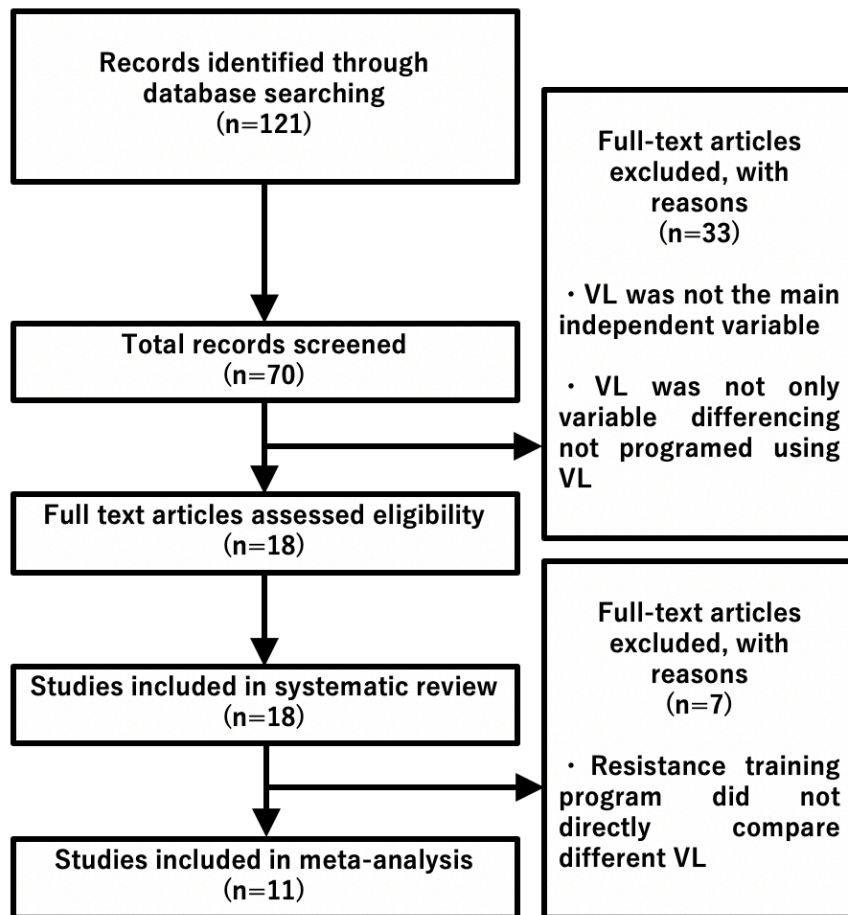 Records identified through
database searching
(n=121)
Total records screened
(n=70)
Full text articles assessed eligibility
(n=18)
Studies included in systematic review
(n=18)
Studies included in meta-analysis
(n=11)
Full-text articles
excluded, with
reasons
(n=33)
・VL was not the main
independent variable
・VL was not only
variable differencing
not programed using
VL
Full-text articles
excluded, with
reasons
(n=7)
・Resistance training
program did not
directly compare
different VL